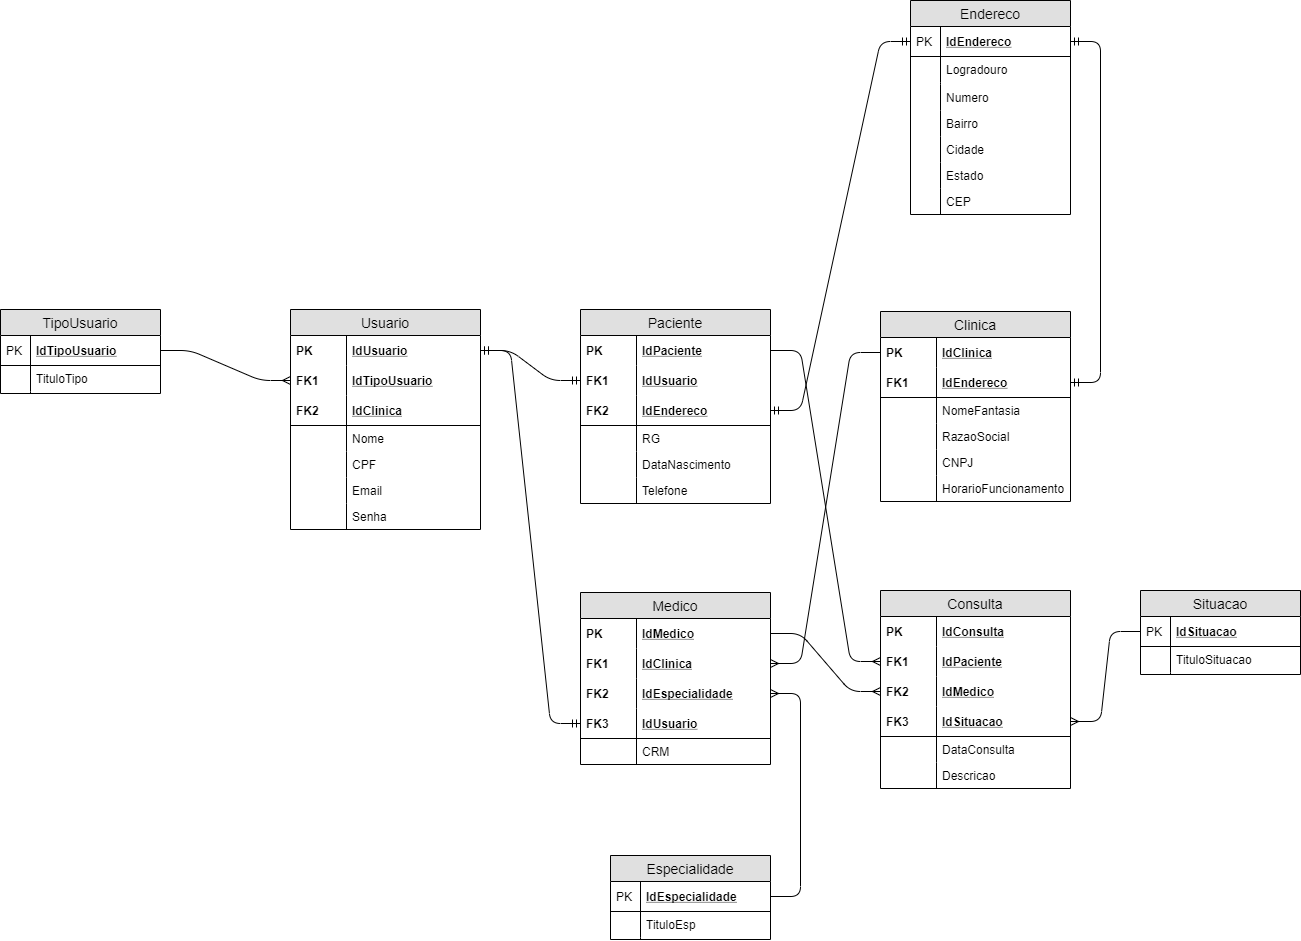 Endereco
PK IdEndereco
Logradouro
Numero
Bairro
Cidade
Estado
CEP
TipoUsuario
PK IdTipoUsuario
TituloTipo
Usuario
PK IdUsuario
FK1 IdTipoUsuario
FK2 IdClinica
Nome
CPF
Email
Senha
Paciente
PK IdPaciente
FK1 IdUsuario
FK2 IdEndereco
RG
DataNascimento
Telefone
Clinica
PK IdClinica
FK1 IdEndereco
NomeFantasia
RazaoSocial
CNPJ
HorarioFuncionamento
Medico
PK IdMedico
FK1 IdClinica
FK2 IdEspecialidade
FK3 IdUsuario
CRM
Consulta
PK IdConsulta
FK1 IdPaciente
FK2 IdMedico
FK3 IdSituacao
DataConsulta
Descricao
Situacao
PK IdSituacao
TituloSituacao
Especialidade
PK IdEspecialidade
TituloEsp